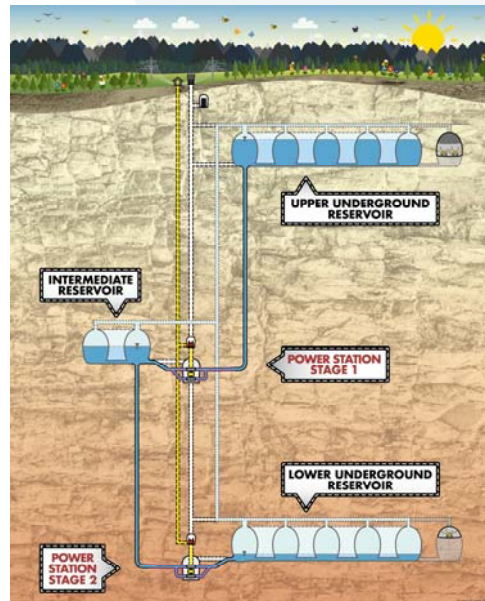 UPPER UNDERGROUND
RESERVOIR
INTERMEDIATE
RESERVOIR
POWER STATION
STAGE 1
LOWER UNDERGROUND
RESERVOIR
POWER
STATION
STAGE 2